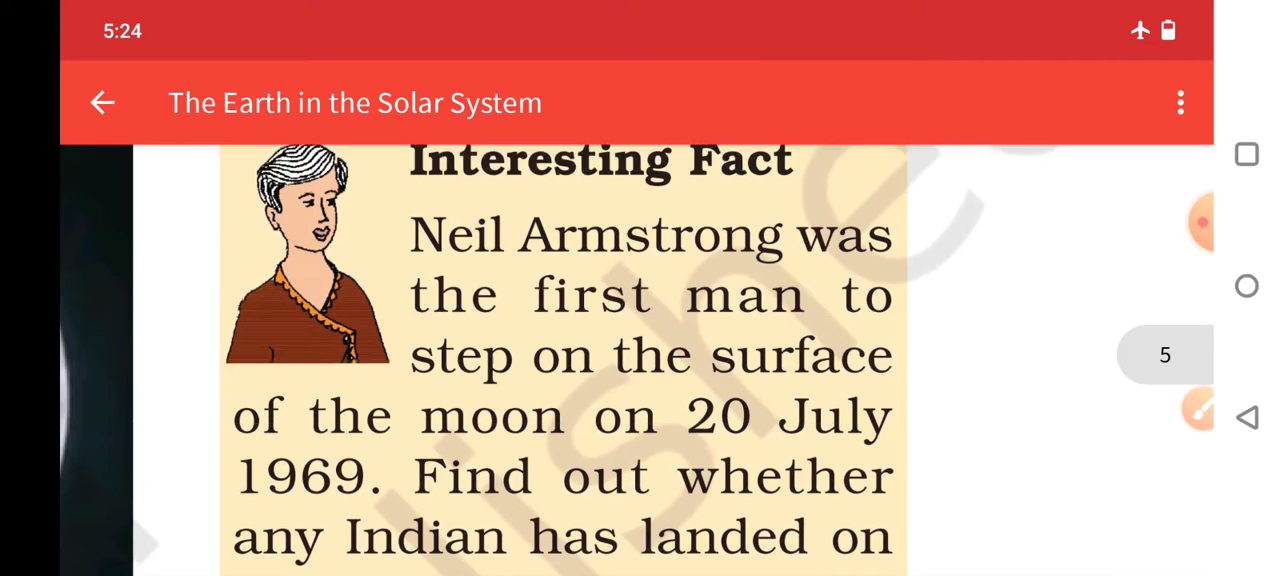 5:24
The Earth in the Solar System
Interesting Fact
Neil Armstrong was
the first man to
step on the surface
5
of the moon on 20 July
1969. Find out whether
any Indian has landed on